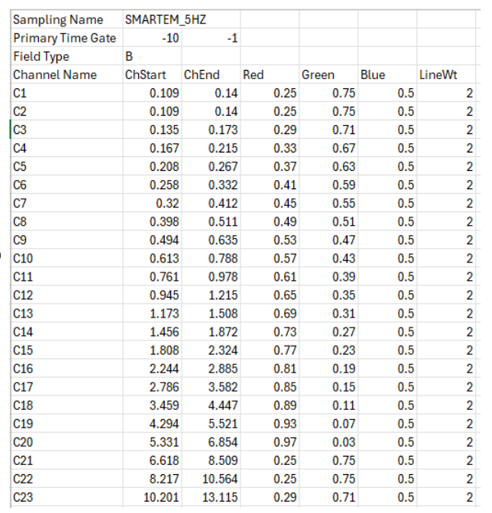 Sampling Name SMARTEM_5HZ
Primary Time Gate -10 -1
Field Type B
Channel Name ChStart ChEnd Red Green Blue LineWt
C1 0.109 0.14 0.25 0.75 0.5 2
C2 0.109 0.14 0.25 0.75 0.5 2
C3 0.135 0.173 0.29 0.71 0.5 2
C4 0.167 0.215 0.33 0.67 0.5 2
C5 0.208 0.267 0.37 0.63 0.5 2
C6 0.258 0.332 0.41 0.59 0.5 2
C7 0.32 0.412 0.45 0.55 0.5 2
C8 0.398 0.511 0.49 0.51 0.5 2
C9 0.494 0.635 0.53 0.47 0.5 2
C10 0.613 0.788 0.57 0.43 0.5 2
C11 0.761 0.978 0.61 0.39 0.5 2
C12 0.945 1.215 0.65 0.35 0.5 2
C13 1.173 1.508 0.69 0.31 0.5 2
C14 1.456 1.872 0.73 0.27 0.5 2
C15 1.808 2.324 0.77 0.23 0.5 2
C16 2.244 2.885 0.81 0.19 0.5 2
C17 2.786 3.582 0.85 0.15 0.5 2
C18 3.459 4.447 0.89 0.11 0.5 2
C19 4.294 5.521 0.93 0.07 0.5 2
C20 5.331 6.854 0.97 0.03 0.5 2
C21 6.618 8.509 0.25 0.75 0.5 2
C22 8.217 10.564 0.25 0.75 0.5 2
C23 10.201 13.115 0.29 0.71 0.5 2